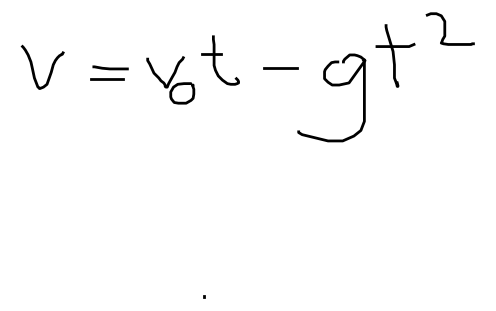 v = v₀t - gt²